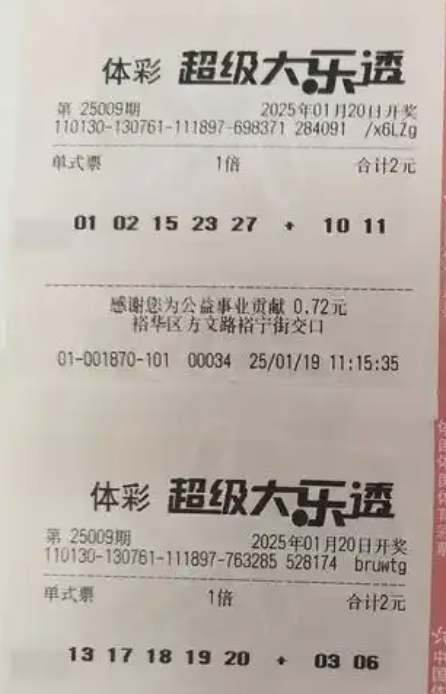 体彩 超级大乐透
第 25009期 2025年01月20日开奖
110130-130761-111897-698371 284091 /x6LZg
单式票 1倍 合计2元
01 02 15 23 27 + 10 11
感谢您为公益事业贡献 0.72元
裕华区方文路裕宁街交口
01-001870-101 00034 25/01/19 11:15:35
体彩 超级大乐透
第 25009期 2025年01月20日开奖
110130-130761-111897-763285 528174 bruwtg
单式票 1倍 合计2元
13 17 18 19 20 + 03 06